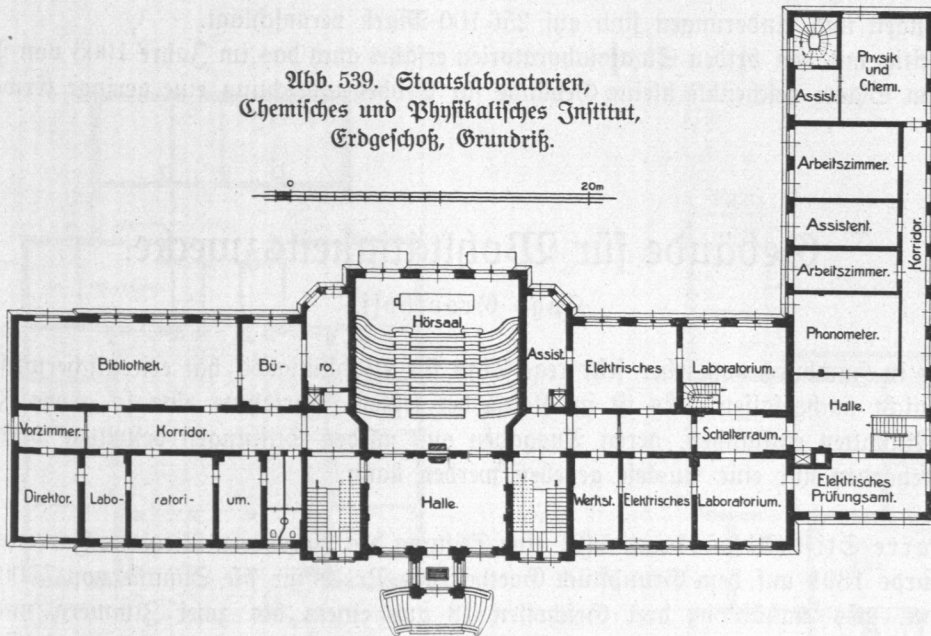 Abb. 539. Staatslaboratorien,
Chemisches und Physikalisches Institut,
Erdgeschoß, Grundriß.
0
20m
Physik
und
Chem.
Assist.
Arbeitszimmer.
Assistent.
Korridor.
Arbeitszimmer.
Phonometer.
Halle.
Elektrisches
Prüfungsamt.
Bibliothek.
Bü-
ro.
Hörsaal.
Assist.
Elektrisches
Laboratorium.
Schalterraum.
Vorzimmer.
Korridor.
Direktor.
Labo-
ratori-
um.
Halle.
Werkst.
Elektrisches
Laboratorium.